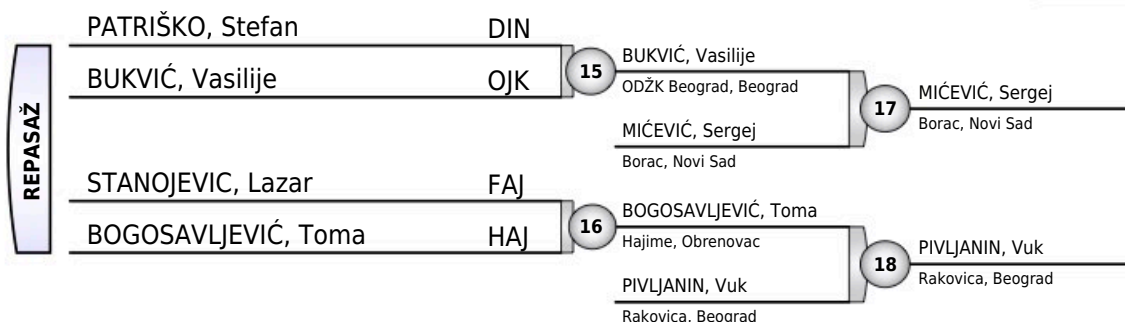 REPASAŽ
PATRIŠKO, Stefan DIN
BUKVIĆ, Vasilije OJK
15
BUKVIĆ, Vasilije
ODŽK Beograd, Beograd
MIĆEVIĆ, Sergej
Borac, Novi Sad
17
MIĆEVIĆ, Sergej
Borac, Novi Sad
STANOJEVIC, Lazar FAJ
BOGOSAVLJEVIĆ, Toma HAJ
16
BOGOSAVLJEVIĆ, Toma
Hajime, Obrenovac
PIVLJANIN, Vuk
Rakovica, Beograd
18
PIVLJANIN, Vuk
Rakovica, Beograd